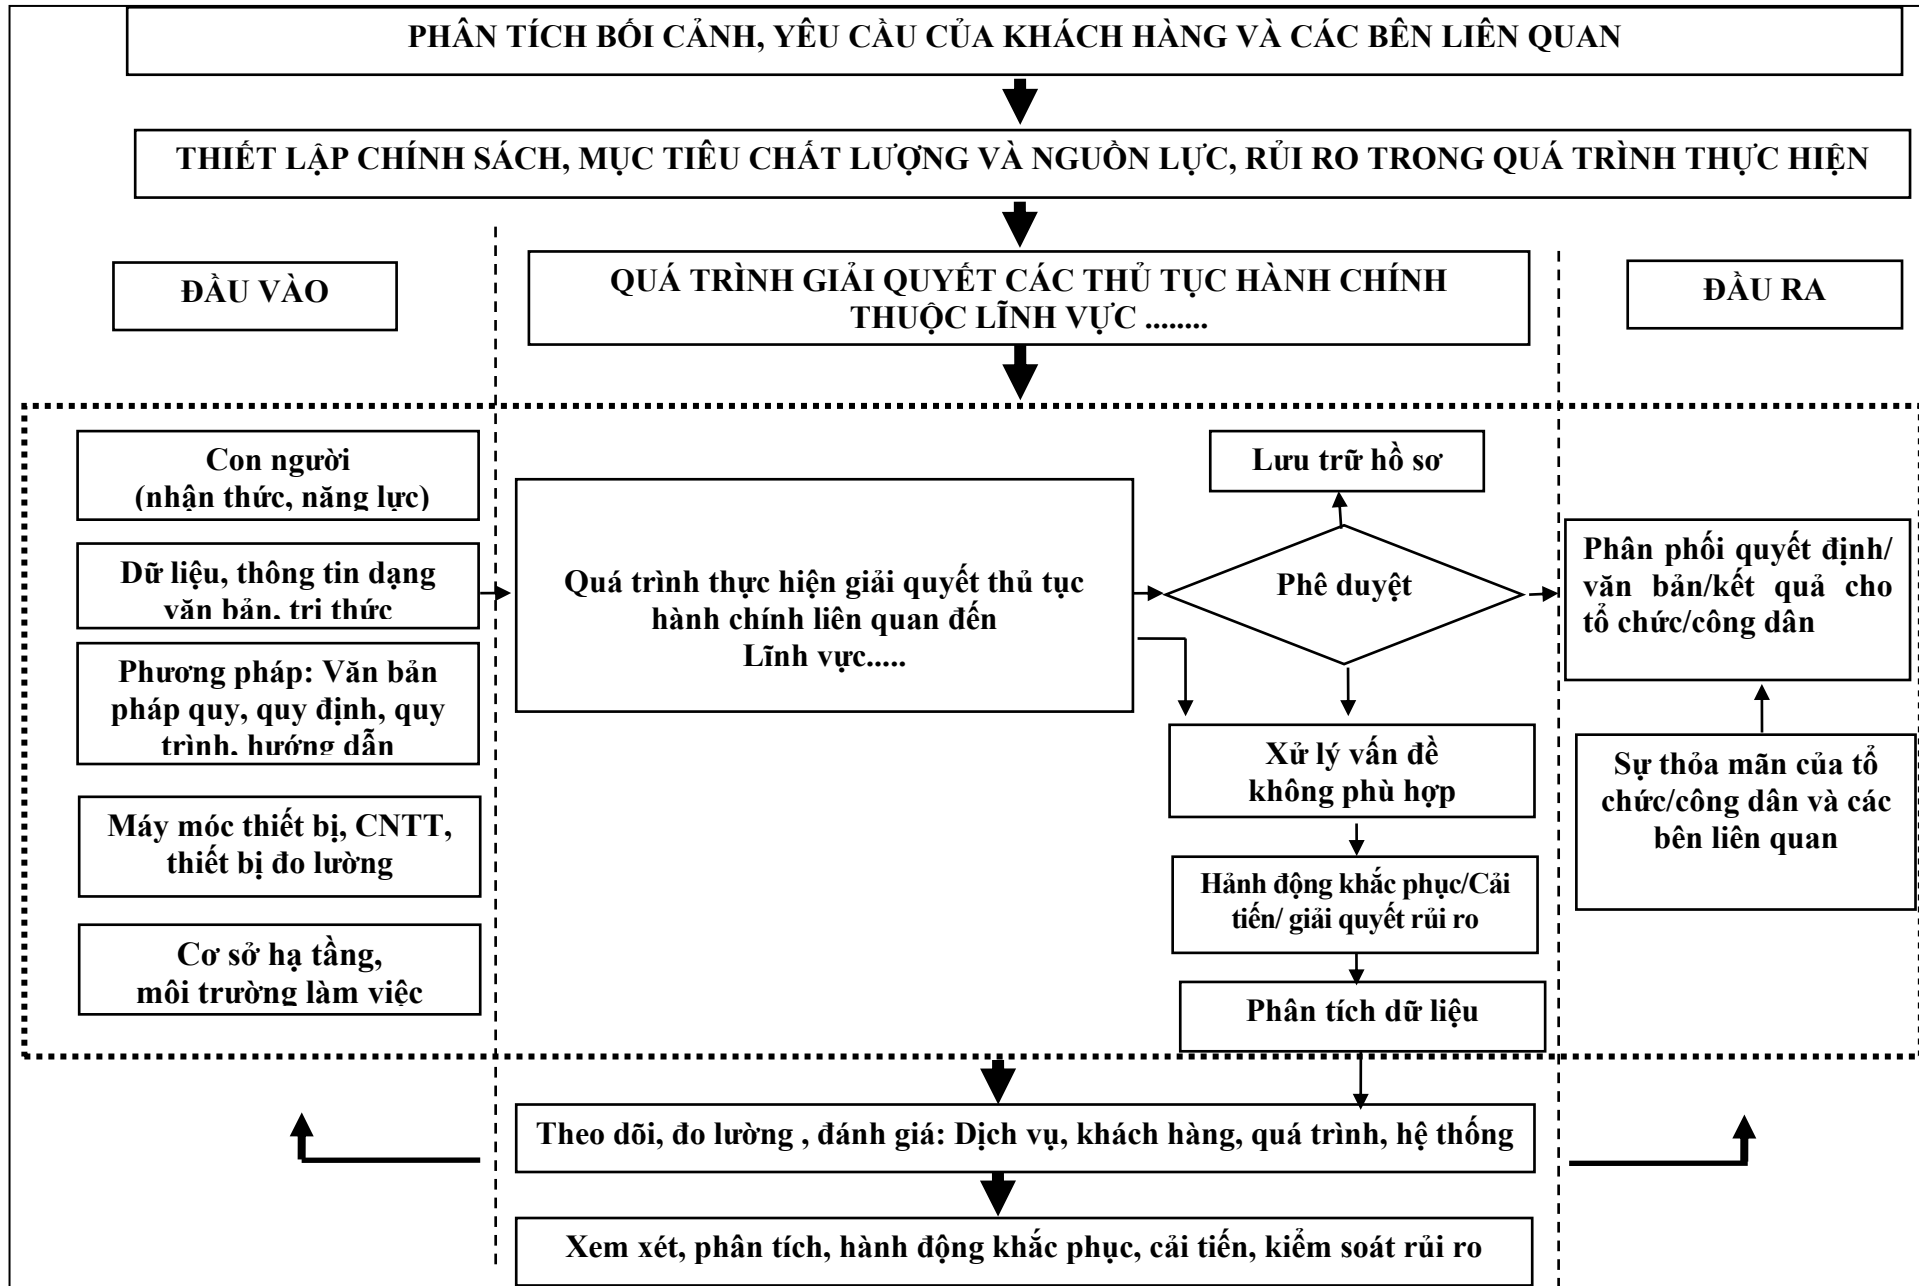 PHÂN TÍCH BỐI CẢNH, YÊU CẦU CỦA KHÁCH HÀNG VÀ CÁC BÊN LIÊN QUAN
THIẾT LẬP CHÍNH SÁCH, MỤC TIÊU CHẤT LƯỢNG VÀ NGUỒN LỰC, RỦI RO TRONG QUÁ TRÌNH THỰC HIỆN
ĐẦU VÀO
QUÁ TRÌNH GIẢI QUYẾT CÁC THỦ TỤC HÀNH CHÍNH
THUỘC LĨNH VỰC ........
ĐẦU RA
Con người
(nhận thức, năng lực)
Dữ liệu, thông tin dạng
văn bản, tri thức
Phương pháp: Văn bản
pháp quy, quy định, quy
trình, hướng dẫn
Máy móc thiết bị, CNTT,
thiết bị đo lường
Cơ sở hạ tầng,
môi trường làm việc
Quá trình thực hiện giải quyết thủ tục
hành chính liên quan đến
Lĩnh vực.....
Lưu trữ hồ sơ
Phê duyệt
Xử lý vấn đề
không phù hợp
Hảnh động khắc phục/Cải
tiến/ giải quyết rủi ro
Phân tích dữ liệu
Phân phối quyết định/
văn bản/kết quả cho
tổ chức/công dân
Sự thỏa mãn của tổ
chức/công dân và các
bên liên quan
Theo dõi, đo lường , đánh giá: Dịch vụ, khách hàng, quá trình, hệ thống
Xem xét, phân tích, hành động khắc phục, cải tiến, kiểm soát rủi ro